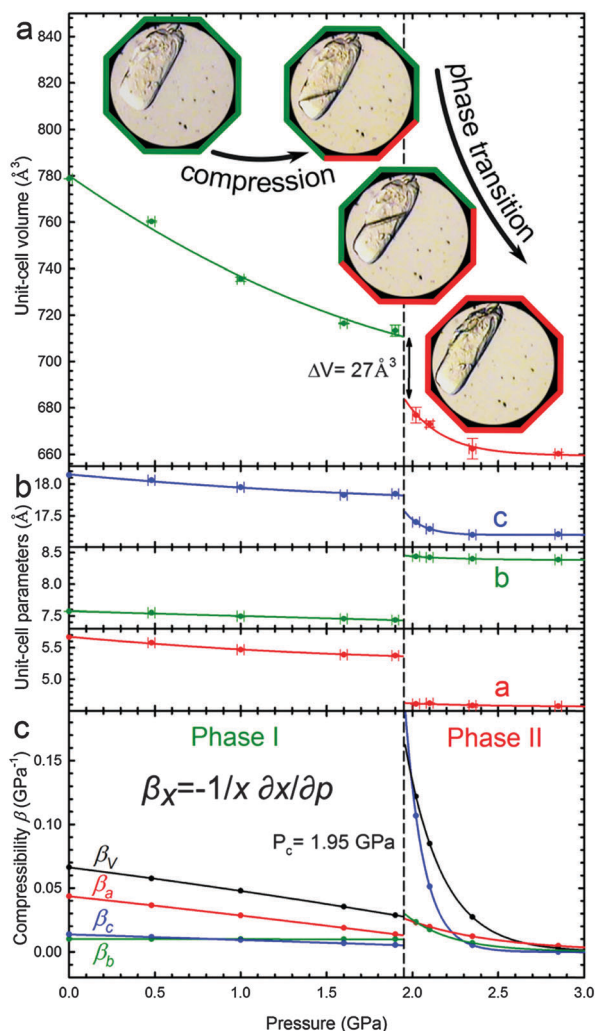 a
840
820
800
780
760
740
720
700
680
660
Unit-cell volume (Å³)
compression
phase transition
ΔV= 27Å³
b
18.0
17.4
8.5
8.0
7.5
5.5
5.0
Unit-cell parameters (Å)
c
b
a
c
Phase I
Phase II
0.15
0.10
0.05
0.00
Compressibility β (GPa⁻¹)
βx=-1/x ∂x/∂p
Pc = 1.95 GPa
βV
βa
βc
βb
0.0 0.5 1.0 1.5 2.0 2.5 3.0
Pressure (GPa)